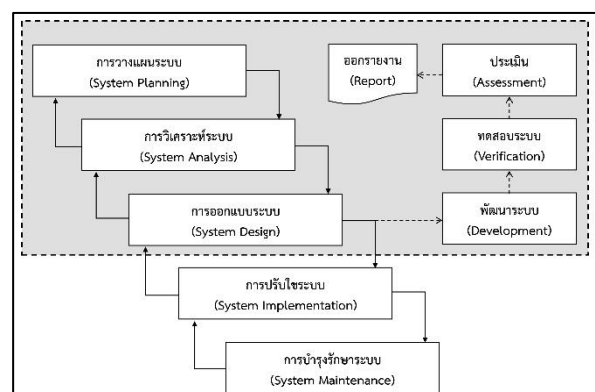 การวางแผนระบบ
(System Planning)
ออกรายงาน
(Report)
ประเมิน
(Assessment)
การวิเคราะห์ระบบ
(System Analysis)
ทดสอบระบบ
(Verification)
การออกแบบระบบ
(System Design)
พัฒนาระบบ
(Development)
การปรับใช้ระบบ
(System Implementation)
การบำรุงรักษาระบบ
(System Maintenance)